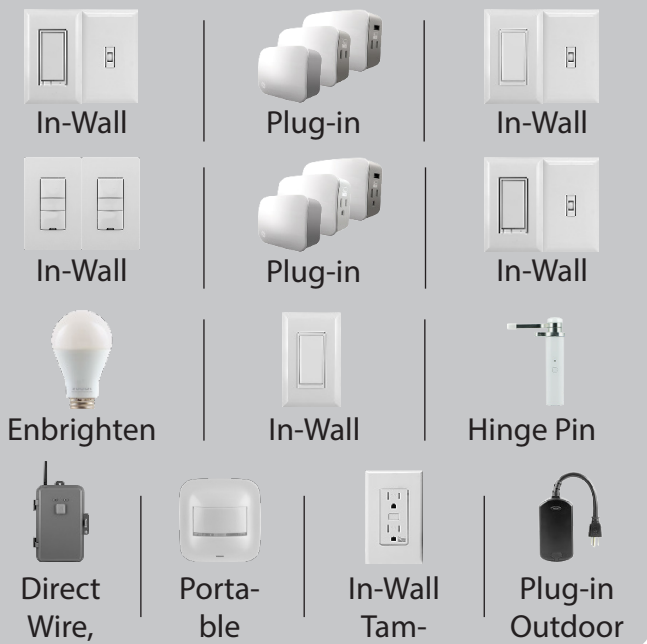 In-Wall Plug-in In-Wall
In-Wall Plug-in In-Wall
Enbrighten In-Wall Hinge Pin
Direct Porta- In-Wall Plug-in
Wire, ble Tam- Outdoor